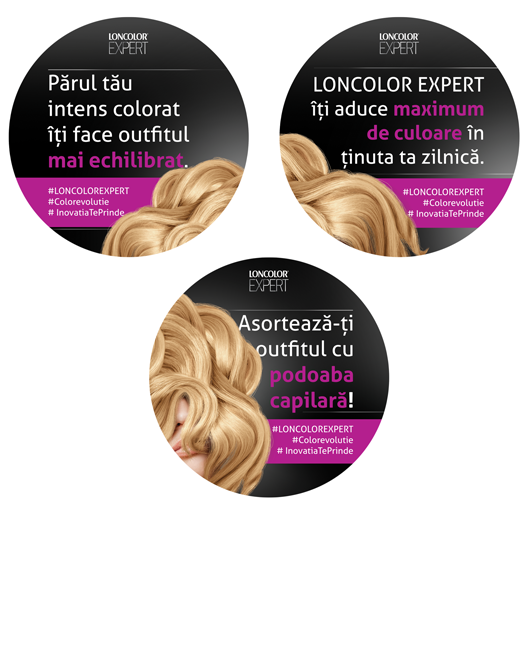 LONCOLOR
EXPERT
Părul tău
intens colorat
îți face outfitul
mai echilibrat.
#LONCOLOREXPERT
#Colorevolutie
# InovatiaTePrinde
LONCOLOR
EXPERT
LONCOLOR EXPERT
îți aduce maximum
de culoare în
ținuta ta zilnică.
#LONCOLOREXPERT
#Colorevolutie
# InovatiaTePrinde
LONCOLOR
EXPERT
Asortează-ți
outfitul cu
podoaba
capilară!
#LONCOLOREXPERT
#Colorevolutie
# InovatiaTePrinde